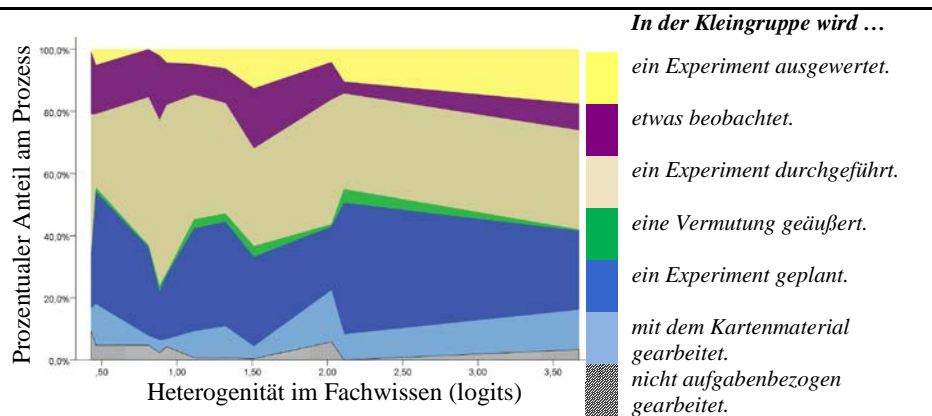 In der Kleingruppe wird …
Prozentualer Anteil am Prozess
100,0%
80,0%
60,0%
40,0%
20,0%
0,0%
,50
1,00
1,50
2,00
2,50
3,00
3,50
Heterogenität im Fachwissen (logits)
ein Experiment ausgewertet.
etwas beobachtet.
ein Experiment durchgeführt.
eine Vermutung geäußert.
ein Experiment geplant.
mit dem Kartenmaterial
gearbeitet.
nicht aufgabenbezogen
gearbeitet.